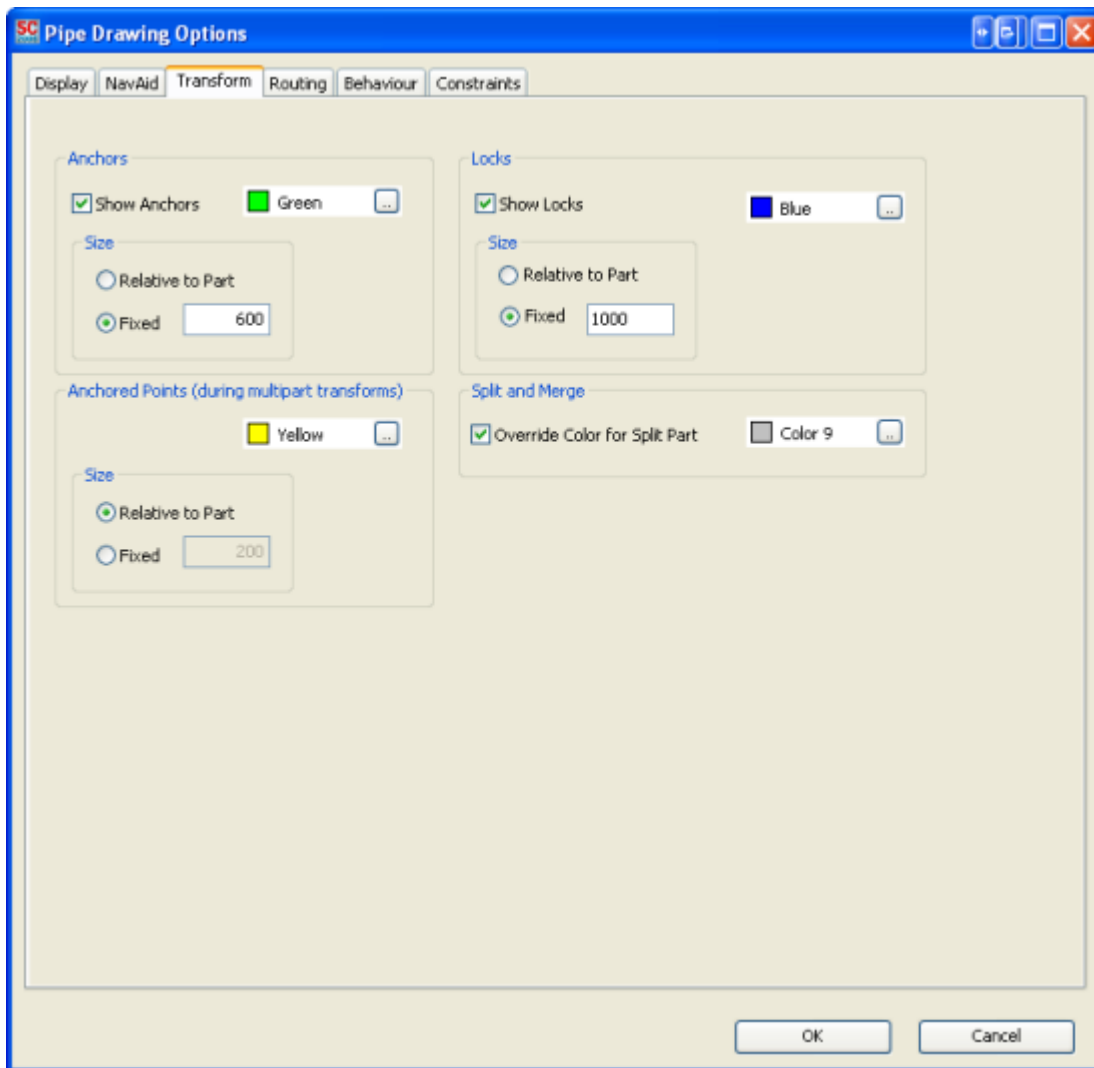 SC Pipe Drawing Options
Display NavAid Transform Routing Behaviour Constraints
Anchors
Show Anchors Green ..
Size
Relative to Part
Fixed 600
Locks
Show Locks Blue ..
Size
Relative to Part
Fixed 1000
Anchored Points (during multipart transforms)
Yellow ..
Size
Relative to Part
Fixed 200
Split and Merge
Override Color for Split Part Color 9 ..
OK Cancel